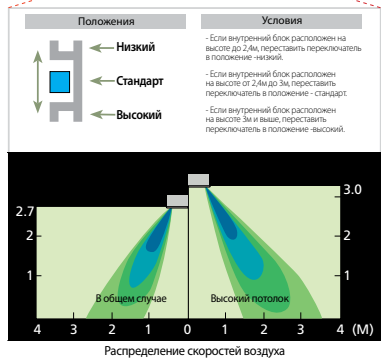 Положения
Условия
Низкий
Стандарт
Высокий
- Если внутренний блок расположен на
высоте до 2,4м, переставить переключатель
в положение -низкий.
- Если внутренний блок расположен
на высоте от 2,4м до 3м, переставить
переключатель в положение - стандарт.
- Если внутренний блок расположен
на высоте 3м и выше, переставить
переключатель в положение -высокий.
2.7
2
1
3.0
2
1
В общем случае
Высокий потолок
4 3 2 1 0 1 2 3 4 (М)
Распределение скоростей воздуха